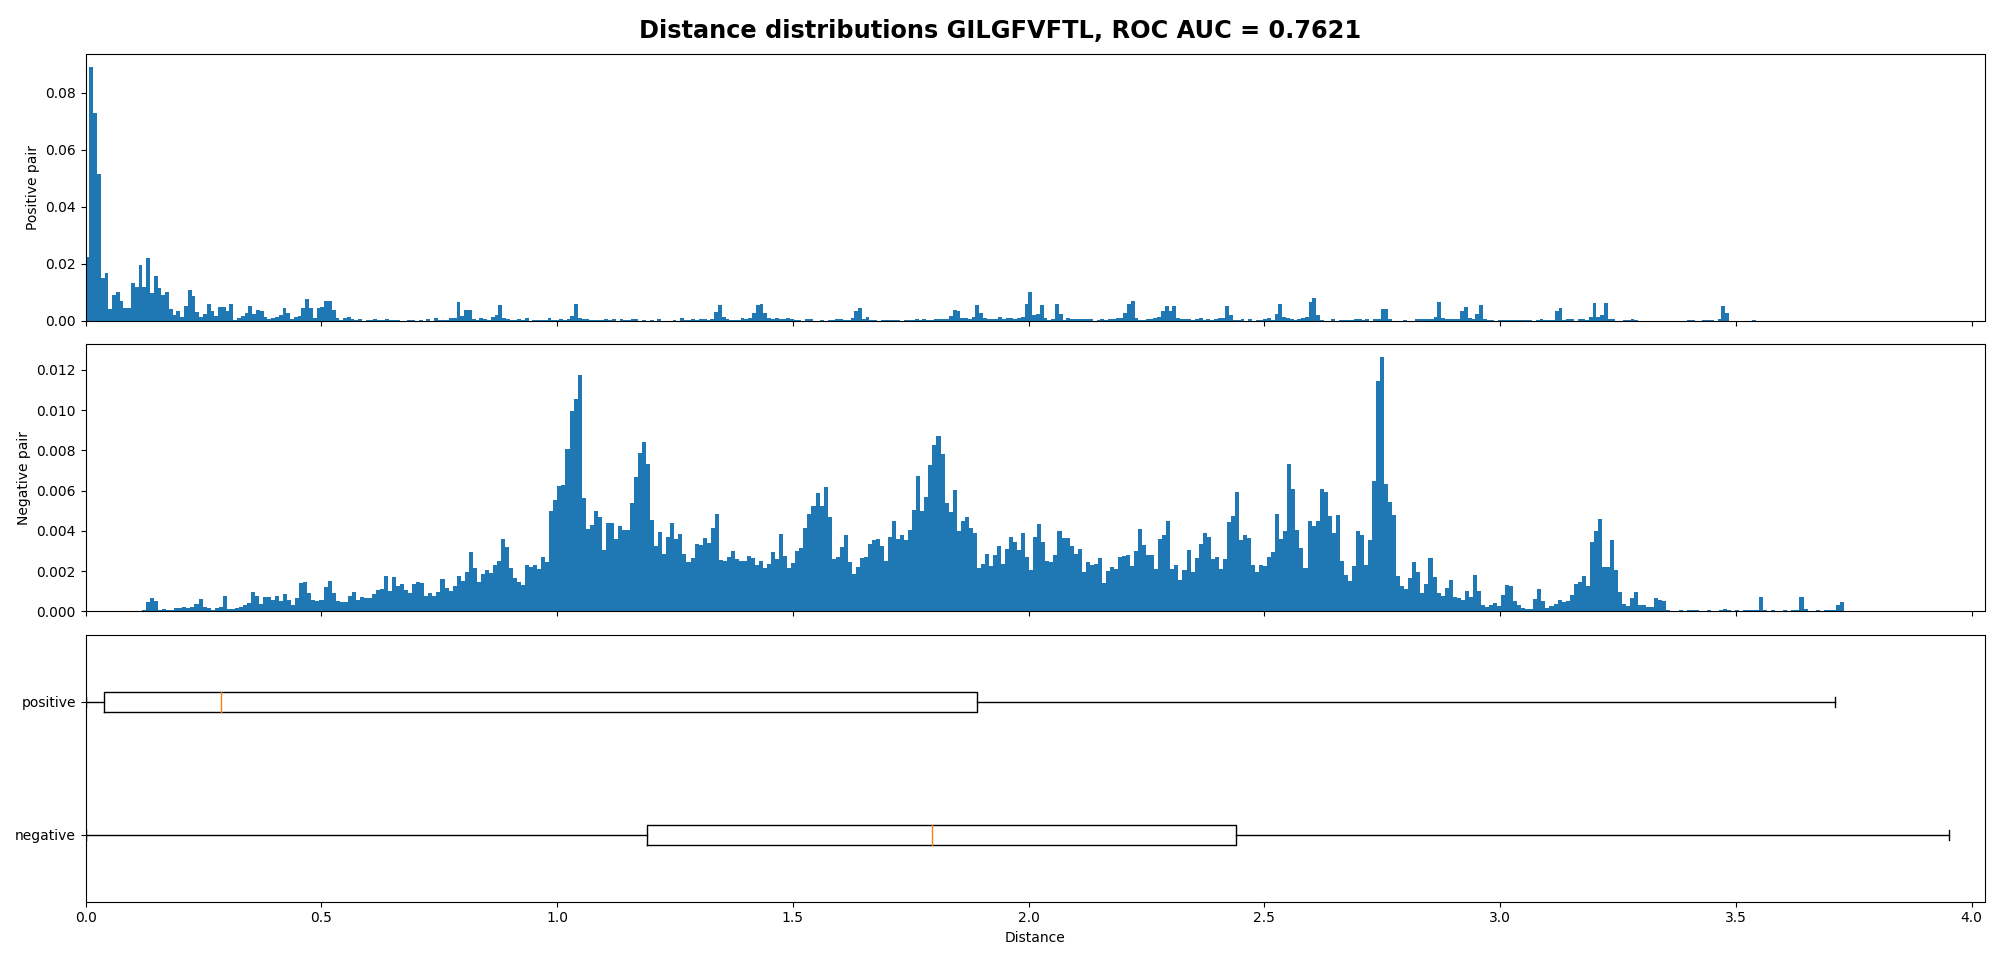 Distance distributions GILGFVFTL, ROC AUC = 0.7621
0.08
0.06
0.04
0.02
0.00
Positive pair
0.012
0.010
0.008
0.006
0.004
0.002
0.000
Negative pair
positive
negative
0.0 0.5 1.0 1.5 2.0 2.5 3.0 3.5 4.0
Distance